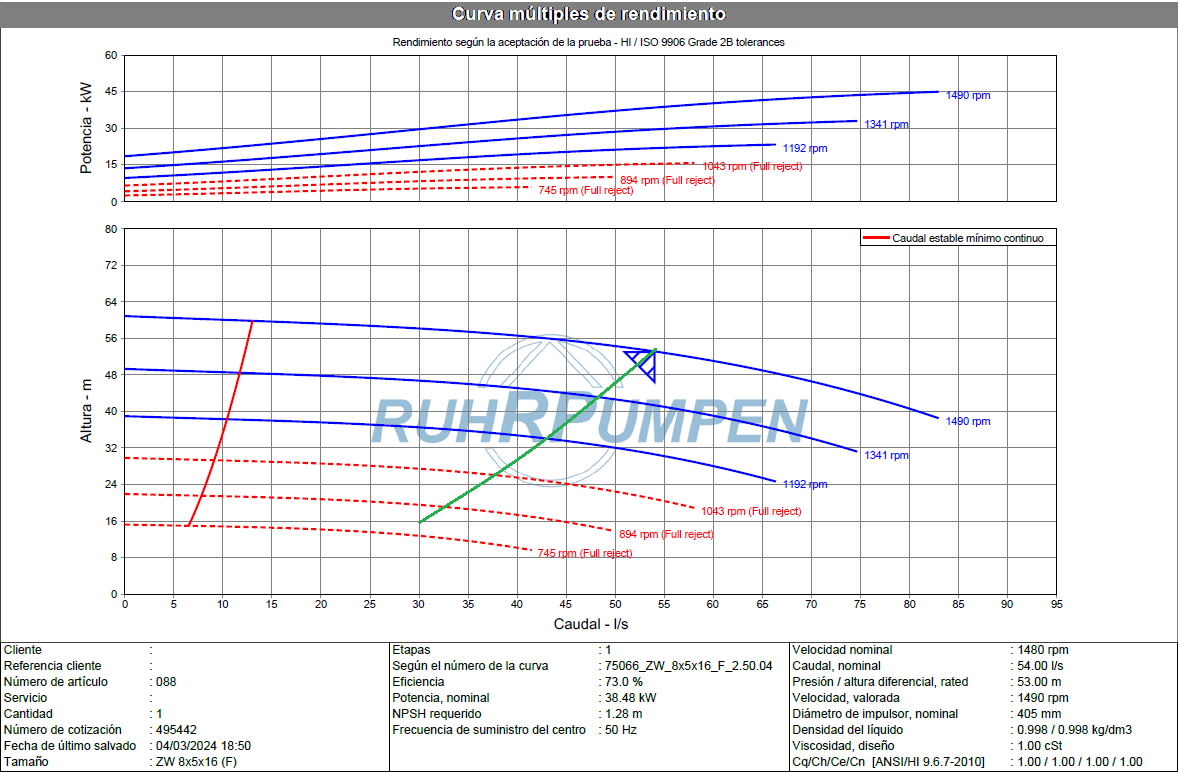 Curva múltiples de rendimiento
Rendimiento según la aceptación de la prueba - HI / ISO 9906 Grade 2B tolerances
60
45
30
15
0
Potencia - kW
1490 rpm
1341 rpm
1192 rpm
1043 rpm (Full reject)
894 rpm (Full reject)
745 rpm (Full reject)
80
72
64
56
48
40
32
24
16
8
0
Altura - m
Caudal estable mínimo continuo
RUHRPUMPEN
1490 rpm
1341 rpm
1192 rpm
1043 rpm (Full reject)
894 rpm (Full reject)
745 rpm (Full reject)
0 5 10 15 20 25 30 35 40 45 50 55 60 65 70 75 80 85 90 95
Caudal - l/s
Cliente :
Referencia cliente :
Número de artículo : 088
Servicio :
Cantidad : 1
Número de cotización : 495442
Fecha de último salvado : 04/03/2024 18:50
Tamaño : ZW 8x5x16 (F)
Etapas : 1
Según el número de la curva : 75066_ZW_8x5x16_F_2.50.04
Eficiencia : 73.0 %
Potencia, nominal : 38.48 kW
NPSH requerido : 1.28 m
Frecuencia de suministro del centro : 50 Hz
Velocidad nominal : 1480 rpm
Caudal, nominal : 54.00 l/s
Presión / altura diferencial, rated : 53.00 m
Velocidad, valorada : 1490 rpm
Diámetro de impulsor, nominal : 405 mm
Densidad del líquido : 0.998 / 0.998 kg/dm3
Viscosidad, diseño : 1.00 cSt
Cq/Ch/Ce/Cn [ANSI/HI 9.6.7-2010] : 1.00 / 1.00 / 1.00 / 1.00